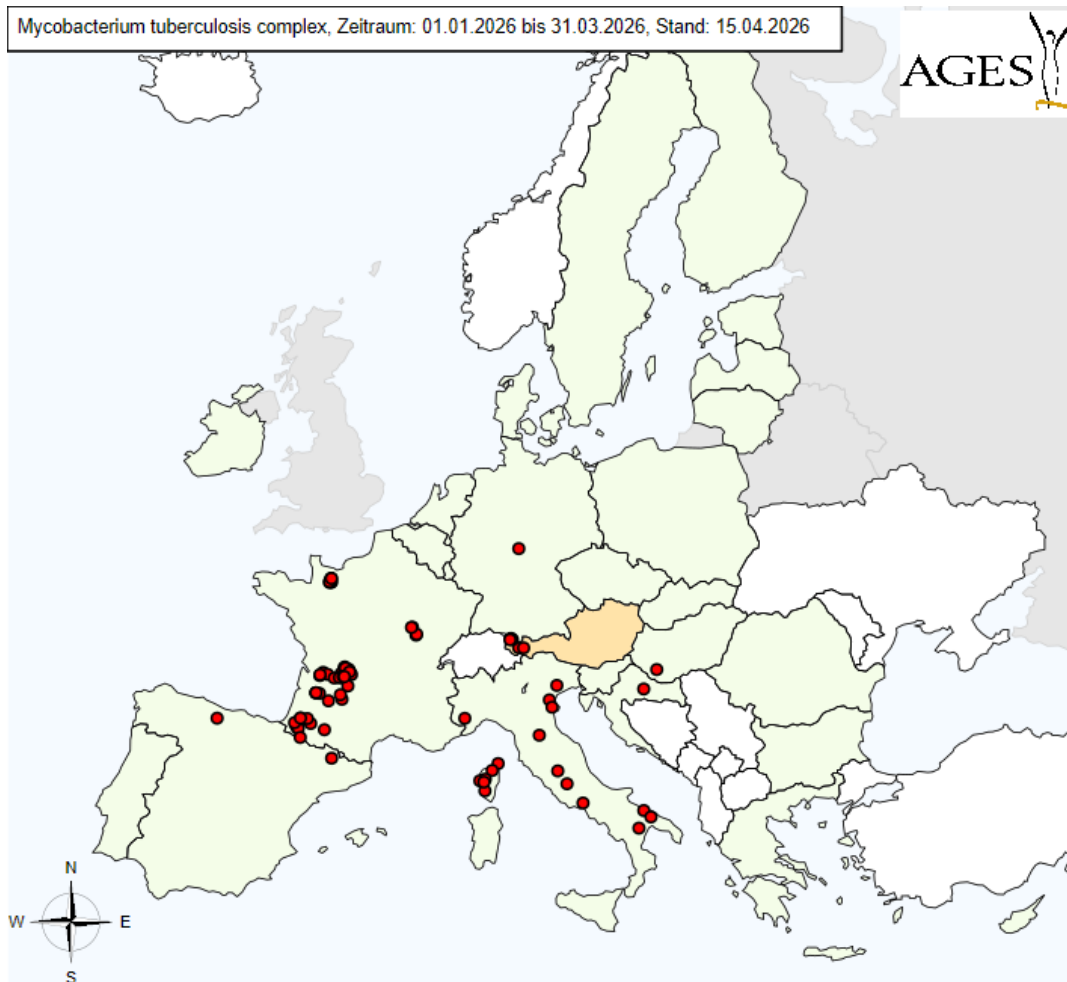 Mycobacterium tuberculosis complex, Zeitraum: 01.01.2026 bis 31.03.2026, Stand: 15.04.2026
AGES
N
W E
S